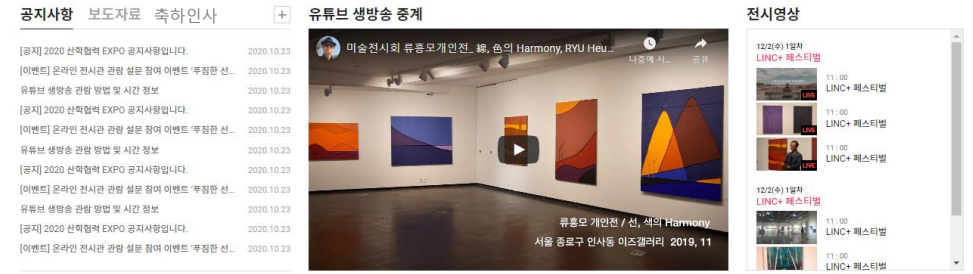 공지사항 보도자료 축하인사 +
[공지] 2020 산학협력 EXPO 공지사항입니다. 2020.10.23
[이벤트] 온라인 전시관 관람 설문 참여 이벤트 '푸짐한 선... 2020.10.23
유튜브 생방송 관람 방법 및 시간 정보 2020.10.23
[공지] 2020 산학협력 EXPO 공지사항입니다. 2020.10.23
[이벤트] 온라인 전시관 관람 설문 참여 이벤트 '푸짐한 선... 2020.10.23
유튜브 생방송 관람 방법 및 시간 정보 2020.10.23
[공지] 2020 산학협력 EXPO 공지사항입니다. 2020.10.23
[이벤트] 온라인 전시관 관람 설문 참여 이벤트 '푸짐한 선... 2020.10.23
유튜브 생방송 관람 방법 및 시간 정보 2020.10.23
[공지] 2020 산학협력 EXPO 공지사항입니다. 2020.10.23
[이벤트] 온라인 전시관 관람 설문 참여 이벤트 '푸짐한 선... 2020.10.23
유튜브 생방송 중계
미술전시회 류흥모개인전_ 線, 色의 Harmony, RYU Heu...
나중에 시... 공유
류흥모 개인전 / 선, 색의 Harmony
서울 종로구 인사동 이즈갤러리 2019, 11
전시영상
12/2(수) 1일차
LINC+ 페스티벌
11 : 00
LINC+ 페스티벌
LIVE
11 : 00
LINC+ 페스티벌
LIVE
11 : 00
LINC+ 페스티벌
LIVE
12/2(수) 1일차
LINC+ 페스티벌
11 : 00
LINC+ 페스티벌
11 : 00
LINC+ 페스티벌
LIVE